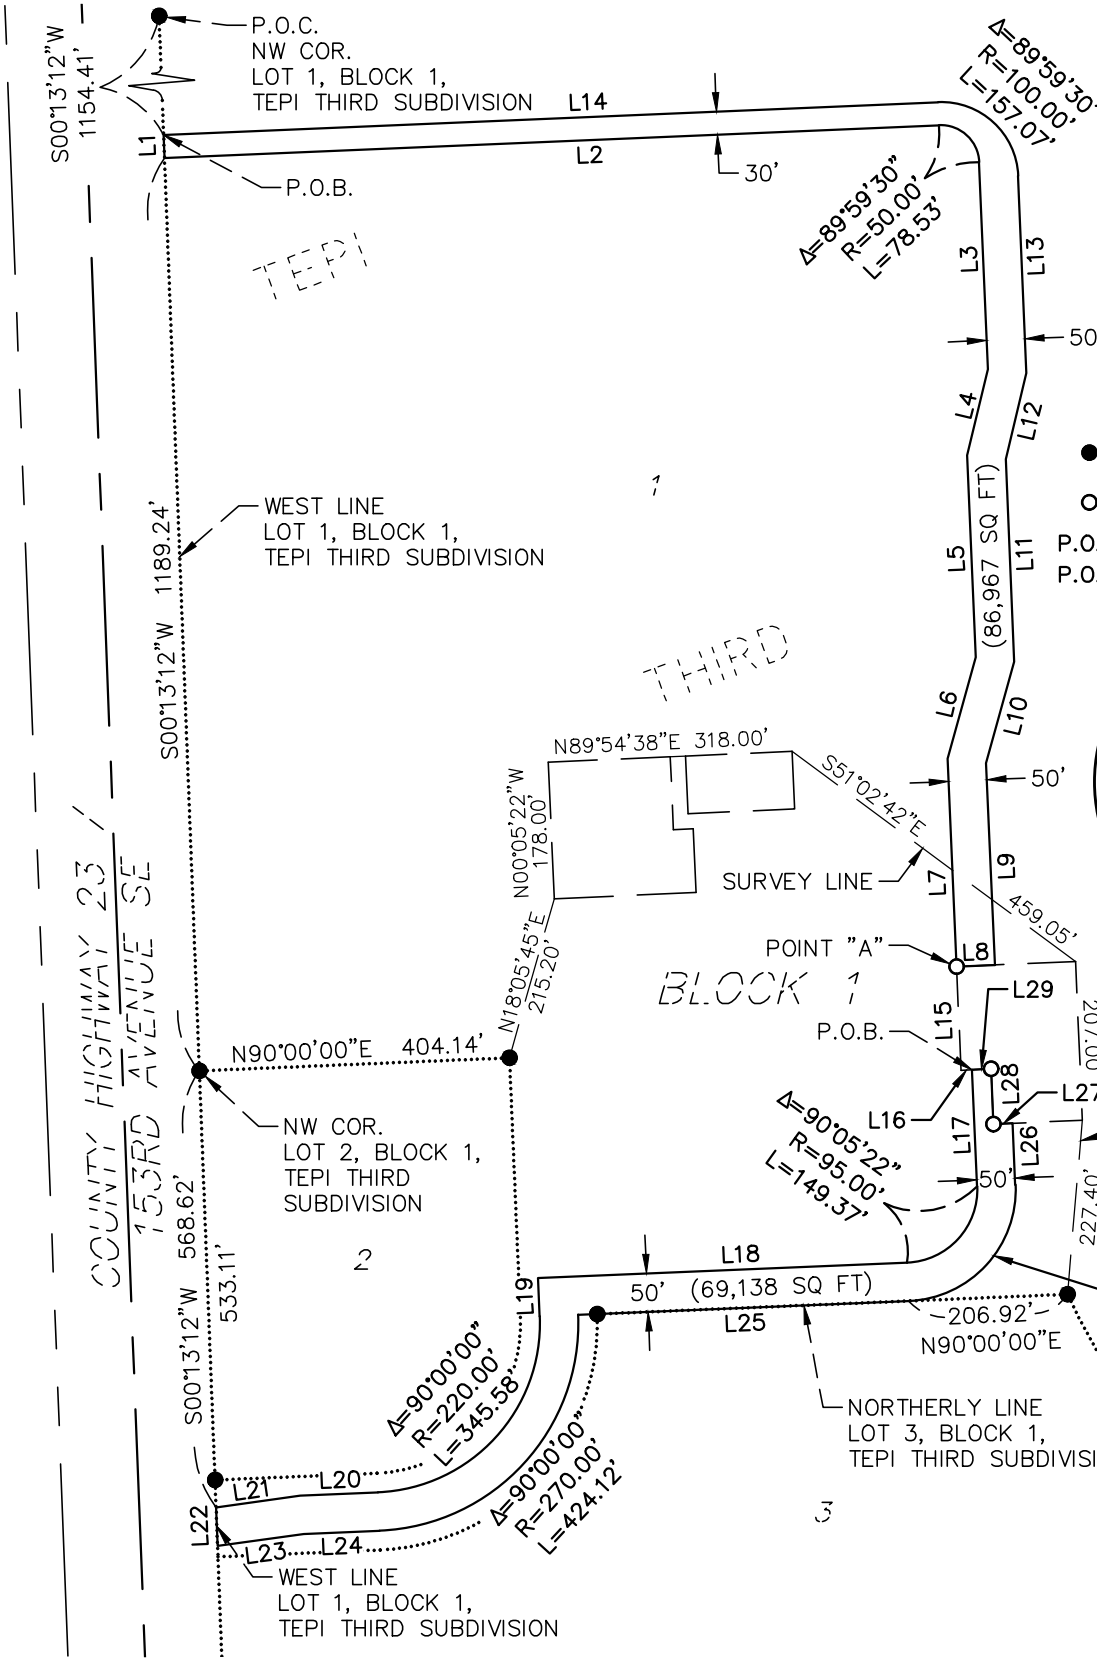 P.O.C.
NW COR.
LOT 1, BLOCK 1,
TEPI THIRD SUBDIVISION
S00°13'12"W
1154.41'
L14
Δ=89°59'30"
R=100.00'
L=157.07'
L1
L2
30'
P.O.B.
Δ=89°59'30"
R=50.00'
L=78.53'
TEPI
L3
L13
50
L4
L12
1
WEST LINE
LOT 1, BLOCK 1,
TEPI THIRD SUBDIVISION
S00°13'12"W 1189.24'
L5
(86,967 SQ FT)
L11
P.O.
P.O.
THIRD
L6
L10
N89°54'38"E 318.00'
S51°02'42"E
50'
N00°05'22"W
178.00'
SURVEY LINE
L7
L9
459.05'
COUNTY HIGHWAY 23
153RD AVENUE SE
N18°05'45"E
215.20'
POINT "A"
L8
BLOCK 1
L29
L15
207.00
P.O.B.
N90°00'00"E 404.14'
L28
L27
L16
L17
L26
Δ=90°05'22"
R=95.00'
L=149.37'
50'
227.40'
NW COR.
LOT 2, BLOCK 1,
TEPI THIRD
SUBDIVISION
S00°13'12"W 568.62'
533.11'
2
L18
L19
50' (69,138 SQ FT)
L25
206.92'
N90°00'00"E
Δ=90°00'00"
R=220.00'
L=345.58'
NORTHERLY LINE
LOT 3, BLOCK 1,
TEPI THIRD SUBDIVISI
Δ=90°00'00"
R=270.00'
L=424.12'
L21
L20
3
L22
L23
L24
WEST LINE
LOT 1, BLOCK 1,
TEPI THIRD SUBDIVISION